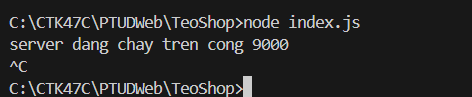 C:\CTK47C\PTUDWeb\TeoShop>node index.js
server dang chay tren cong 9000
^C
C:\CTK47C\PTUDWeb\TeoShop>